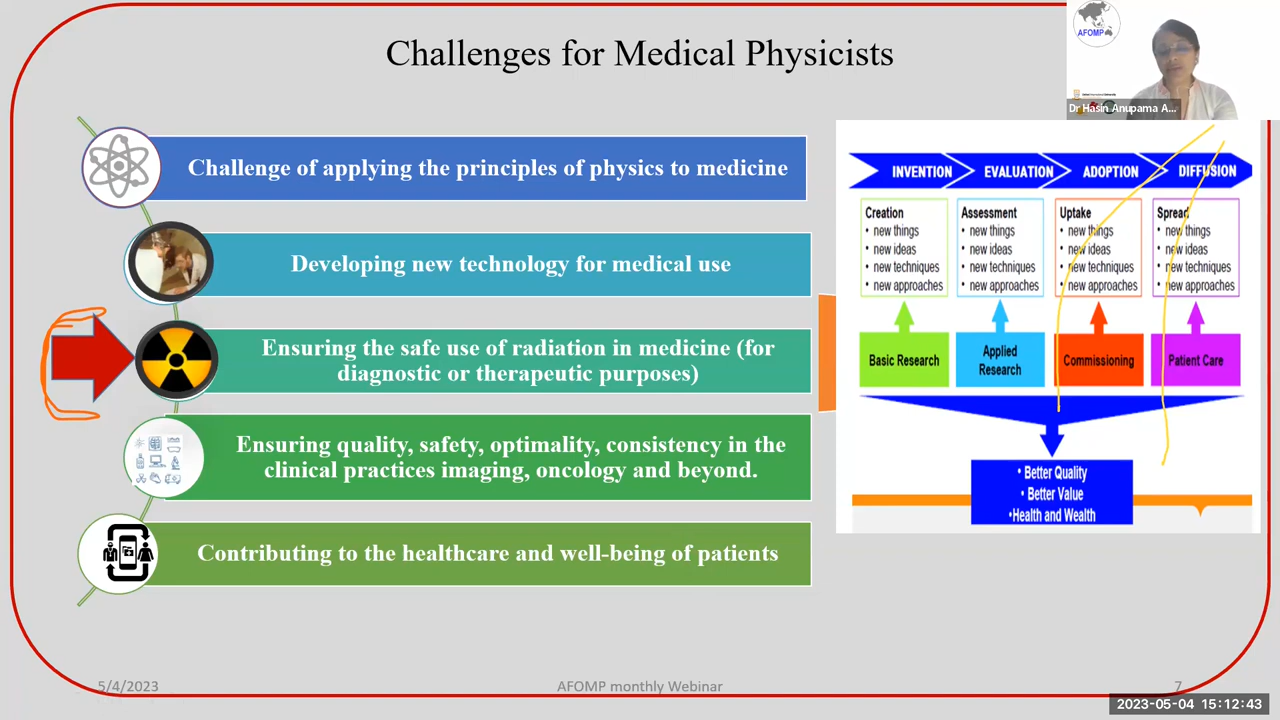 Challenges for Medical Physicists
AFOMP
Dr Hasin Anupama A...
Challenge of applying the principles of physics to medicine
Developing new technology for medical use
Ensuring the safe use of radiation in medicine (for
diagnostic or therapeutic purposes)
Ensuring quality, safety, optimality, consistency in the
clinical practices imaging, oncology and beyond.
Contributing to the healthcare and well-being of patients
INVENTION
EVALUATION
ADOPTION
DIFFUSION
Creation
• new things
• new ideas
• new techniques
• new approaches
Assessment
• new things
• new ideas
• new techniques
• new approaches
Uptake
• new things
• new ideas
• new techniques
• new approaches
Spread
• new things
• new ideas
• new techniques
• new approaches
Basic Research
Applied
Research
Commissioning
Patient Care
• Better Quality
• Better Value
•Health and Wealth
5/4/2023
AFOMP monthly Webinar
7
2023-05-04 15:12:43